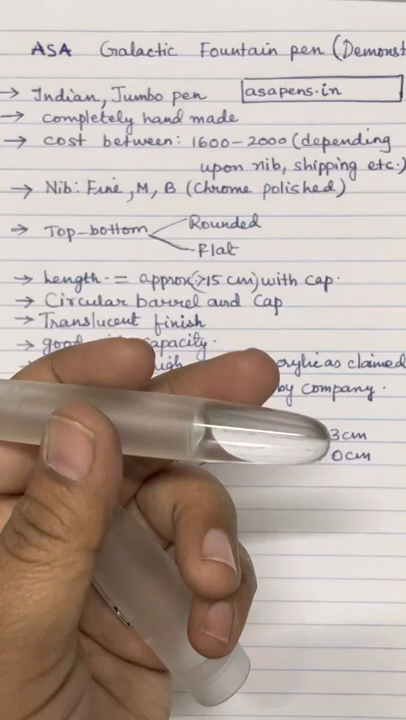 ASA Galactic Fountain pen (Demonst
→ Indian, Jumbo pen asapens.in
→ completely hand made
→ cost between: 1600-2000 (depending
upon nib, shipping etc.)
→ Nib: Fine, M, B (Chrome polished)
→ Top-bottom Rounded
Flat
→ Length = approx(>15 cm) with cap.
→ Circular barrel and Cap
→ Translucent finish
→ good capacity.
as claimed
by company.
3cm
0cm